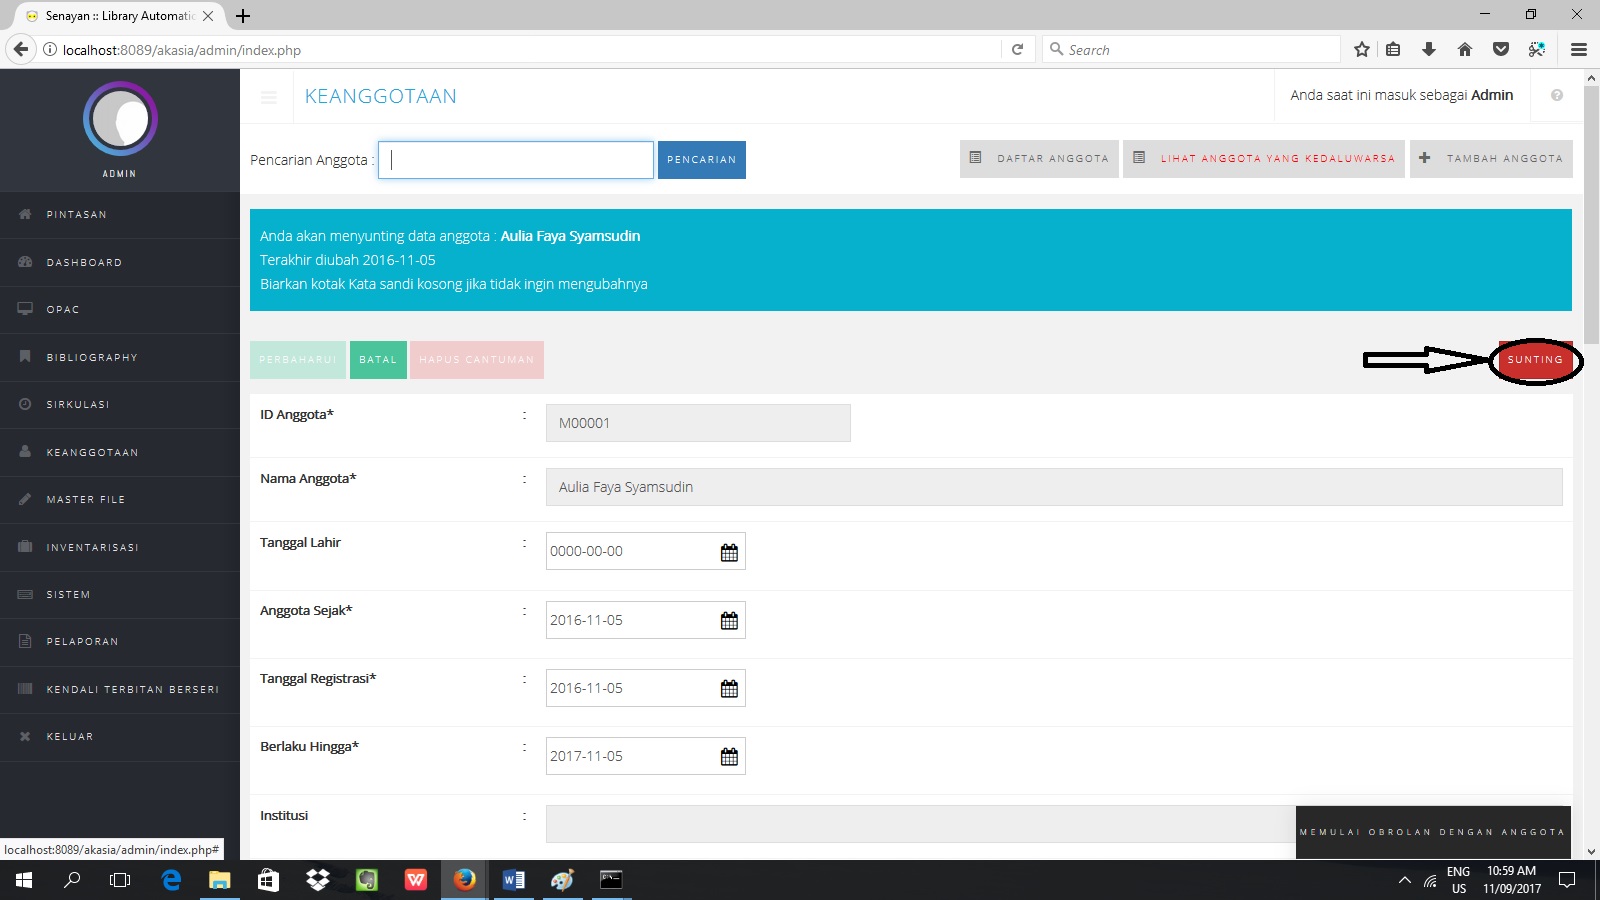 Senayan :: Library Automatic
localhost:8089/akasia/admin/index.php
Search
ADMIN
PINTASAN
DASHBOARD
OPAC
BIBLIOGRAPHY
SIRKULASI
KEANGGOTAAN
MASTER FILE
INVENTARISASI
SISTEM
PELAPORAN
KENDALI TERBITAN BERSERI
KELUAR
localhost:8089/akasia/admin/index.php#
KEANGGOTAAN
Anda saat ini masuk sebagai Admin
Pencarian Anggota :
PENCARIAN
DAFTAR ANGGOTA
LIHAT ANGGOTA YANG KEDALUWARSA
TAMBAH ANGGOTA
Anda akan menyunting data anggota : Aulia Faya Syamsudin
Terakhir diubah 2016-11-05
Biarkan kotak Kata sandi kosong jika tidak ingin mengubahnya
PERBAHARUI
BATAL
HAPUS CANTUMAN
SUNTING
ID Anggota* : M00001
Nama Anggota* : Aulia Faya Syamsudin
Tanggal Lahir : 0000-00-00
Anggota Sejak* : 2016-11-05
Tanggal Registrasi* : 2016-11-05
Berlaku Hingga* : 2017-11-05
Institusi :
MEMULAI OBROLAN DENGAN ANGGOTA
ENG
US
10:59 AM
11/09/2017